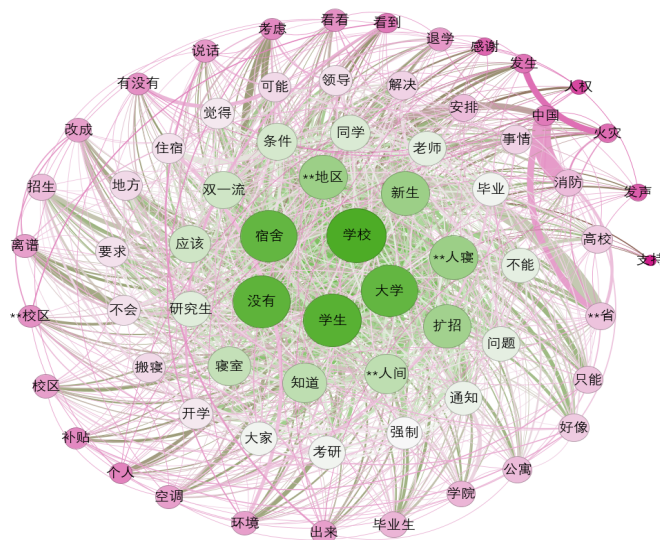 考虑
看看
看到
说话
退学
感谢
有没有
可能
领导
解决
发生
人权
觉得
安排
中国
火灾
改成
住宿
条件
同学
老师
事情
招生
地方
双一流
**地区
新生
毕业
消防
发声
离谱
要求
应该
宿舍
学校
**人寝
不能
高校
支持
**校区
不会
研究生
没有
学生
大学
扩招
问题
**省
校区
搬寝
寝室
知道
**人间
通知
只能
补贴
开学
大家
考研
强制
好像
个人
空调
环境
出来
毕业生
学院
公寓